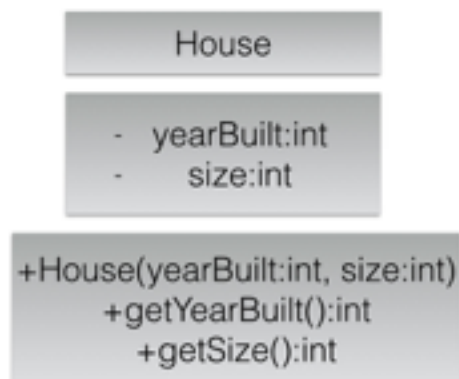 House
- yearBuilt:int
- size:int
+House(yearBuilt:int, size:int)
+getYearBuilt():int
+getSize():int